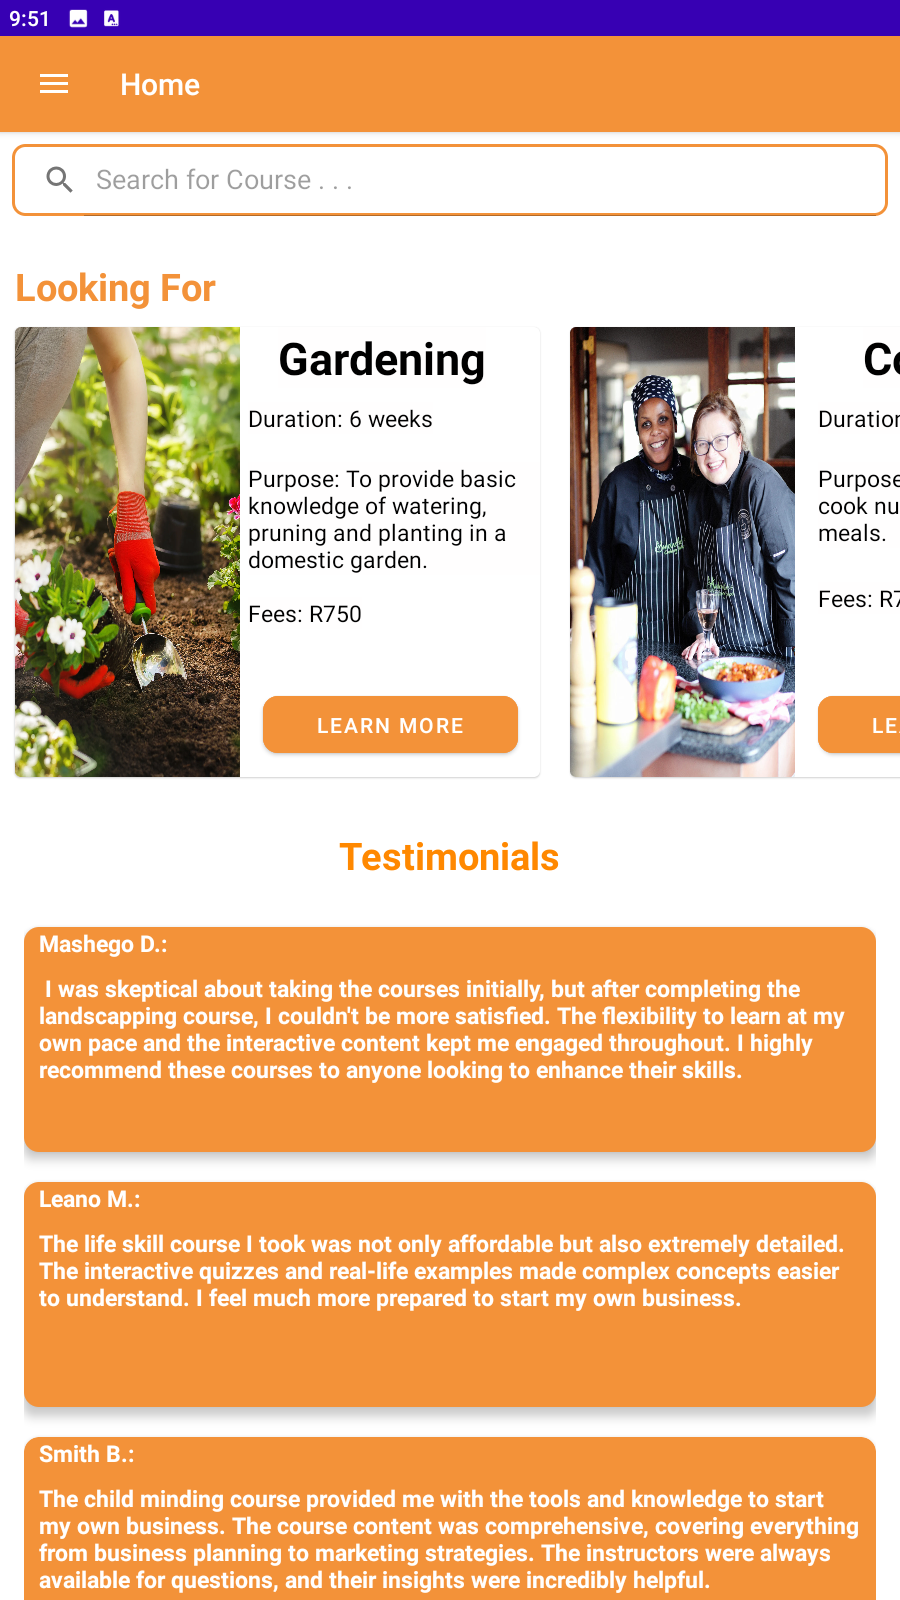 9:51
Home
Search for Course . . .
Looking For
Gardening
Duration: 6 weeks
Purpose: To provide basic
knowledge of watering,
pruning and planting in a
domestic garden.
Fees: R750
LEARN MORE
Purpose
cook nu
meals.
Fees: R7
Testimonials
Mashego D.:
I was skeptical about taking the courses initially, but after completing the
landscapping course, I couldn't be more satisfied. The flexibility to learn at my
own pace and the interactive content kept me engaged throughout. I highly
recommend these courses to anyone looking to enhance their skills.
Leano M.:
The life skill course I took was not only affordable but also extremely detailed.
The interactive quizzes and real-life examples made complex concepts easier
to understand. I feel much more prepared to start my own business.
Smith B.:
The child minding course provided me with the tools and knowledge to start
my own business. The course content was comprehensive, covering everything
from business planning to marketing strategies. The instructors were always
available for questions, and their insights were incredibly helpful.